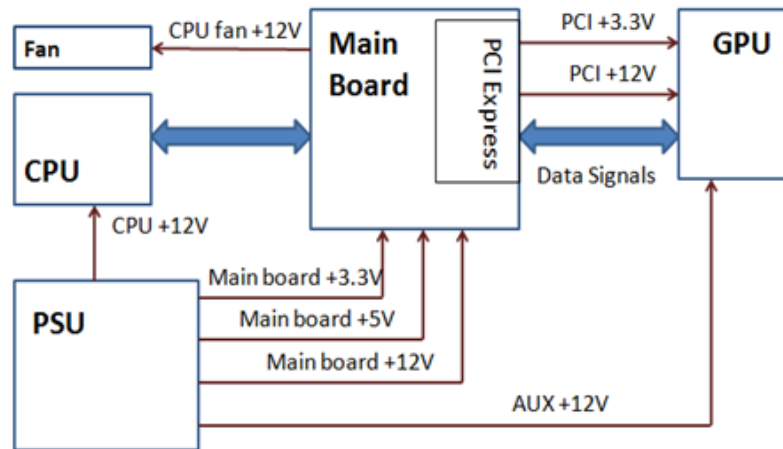 Fan
CPU fan +12V
Main
Board
PCI Express
PCI +3.3V
PCI +12V
GPU
Data Signals
CPU
CPU +12V
PSU
Main board +3.3V
Main board +5V
Main board +12V
AUX +12V